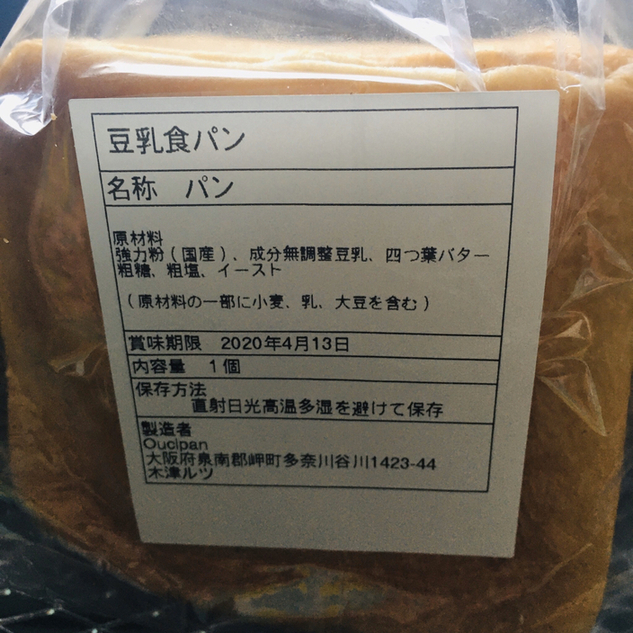 豆乳食パン
名称　パン
原材料
強力粉(国産)、成分無調整豆乳、四つ葉バター
粗糖、粗塩、イースト
(原材料の一部に小麦、乳、大豆を含む)
賞味期限　2020年4月13日
内容量　1個
保存方法
直射日光高温多湿を避けて保存
製造者
Oucipan
大阪府泉南郡岬町多奈川谷川1423-44
木津ルツ